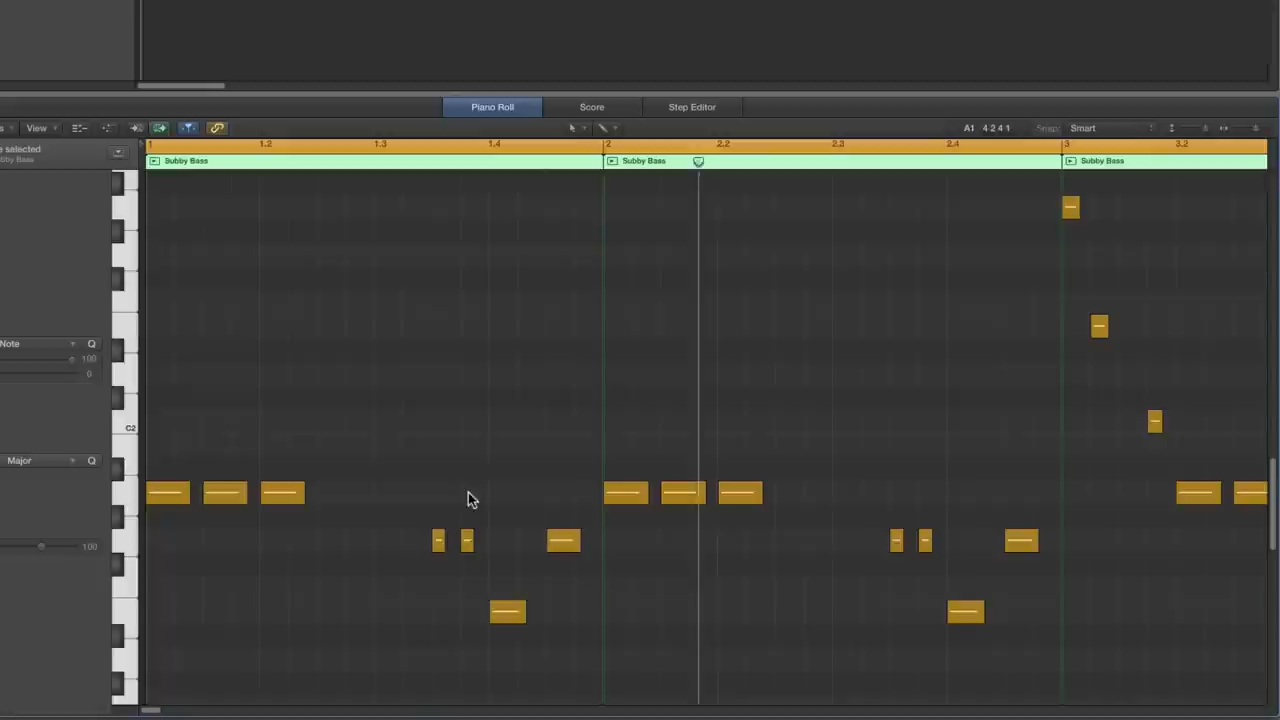 Piano Roll Score Step Editor
s View A1 4 2 4 1 Snap: Smart
e selected
bby Bass
1 1.2 1.3 1.4 2 2.2 2.3 2.4 3 3.2
Subby Bass Subby Bass Subby Bass
Note Q
100
0
C2
Major Q
100